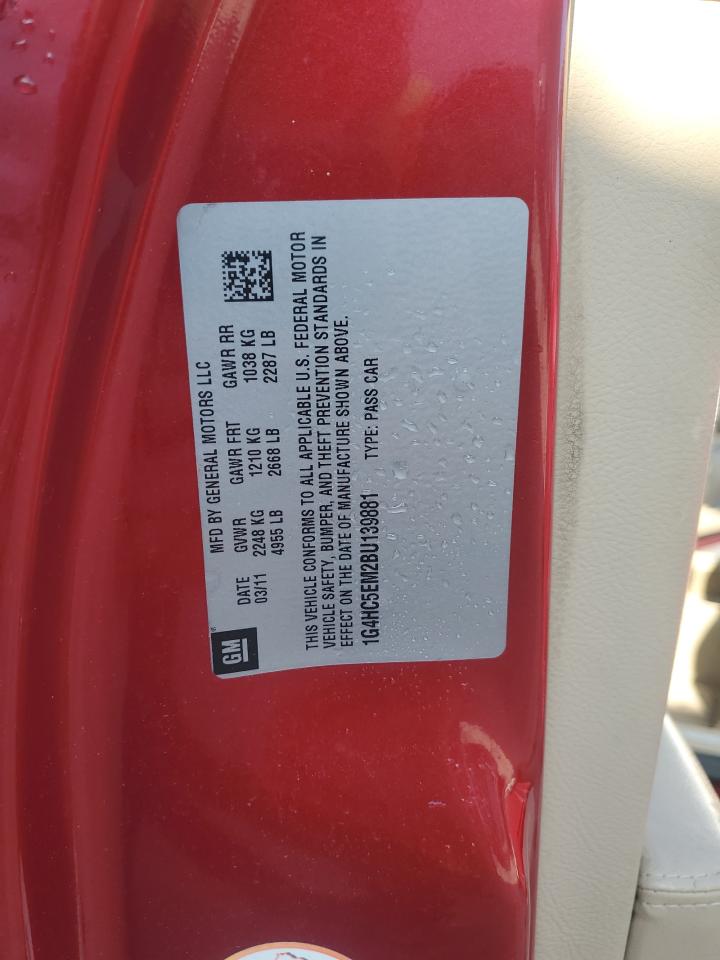 GM
MFD BY GENERAL MOTORS LLC
DATE GVWR GAWR FRT GAWR RR
03/11 2248 KG 1210 KG 1038 KG
4955 LB 2668 LB 2287 LB
THIS VEHICLE CONFORMS TO ALL APPLICABLE U.S. FEDERAL MOTOR
VEHICLE SAFETY, BUMPER, AND THEFT PREVENTION STANDARDS IN
EFFECT ON THE DATE OF MANUFACTURE SHOWN ABOVE.
1G4HC5EM2BU139881 TYPE: PASS CAR